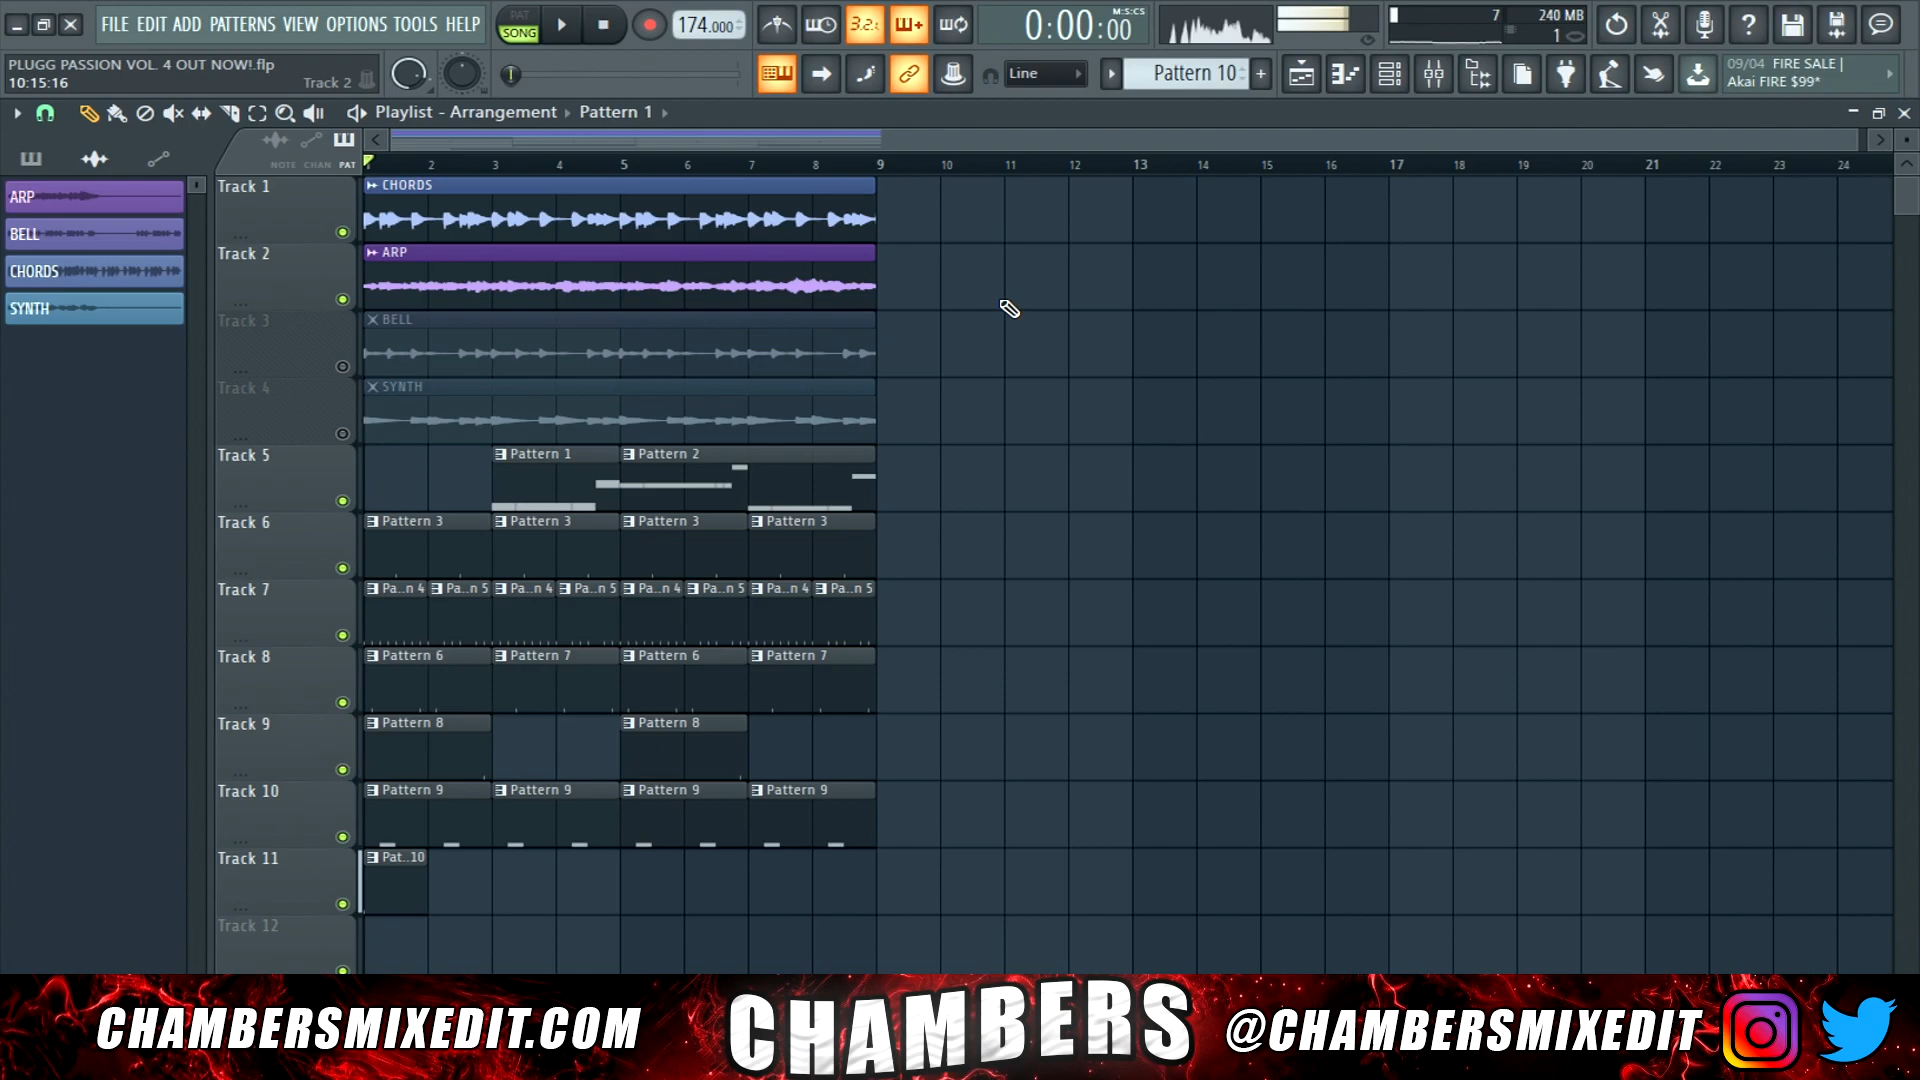 FILE EDIT ADD PATTERNS VIEW OPTIONS TOOLS HELP
PAT
SONG
174.000
3.2:
0:00:00
M:S:CS
7
240 MB
1
PLUGG PASSION VOL. 4 OUT NOW!.flp
10:15:16
Track 2
Line
Pattern 10
09/04 FIRE SALE |
Akai FIRE $99*
Playlist - Arrangement
Pattern 1
NOTE CHAN PAT
2 3 4 5 6 7 8 9 10 11 12 13 14 15 16 17 18 19 20 21 22 23 24
ARP
BELL
CHORDS
SYNTH
Track 1
CHORDS
Track 2
ARP
Track 3
BELL
Track 4
SYNTH
Track 5
Pattern 1
Pattern 2
Track 6
Pattern 3
Pattern 3
Pattern 3
Pattern 3
Track 7
Pa..n 4
Pa..n 5
Pa..n 4
Pa..n 5
Pa..n 4
Pa..n 5
Pa..n 4
Pa..n 5
Track 8
Pattern 6
Pattern 7
Pattern 6
Pattern 7
Track 9
Pattern 8
Pattern 8
Track 10
Pattern 9
Pattern 9
Pattern 9
Pattern 9
Track 11
Pat..10
Track 12
CHAMBERSMIXEDIT.COM
CHAMBERS
@CHAMBERSMIXEDIT